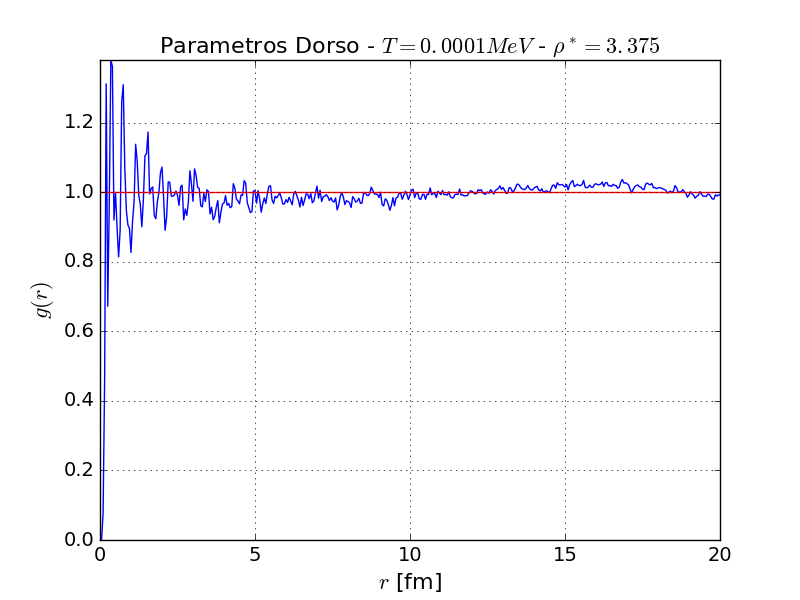 Parametros Dorso - T = 0.0001MeV - ρ* = 3.375
1.2
1.0
0.8
0.6
0.4
0.2
0.0
g(r)
0 5 10 15 20
r [fm]